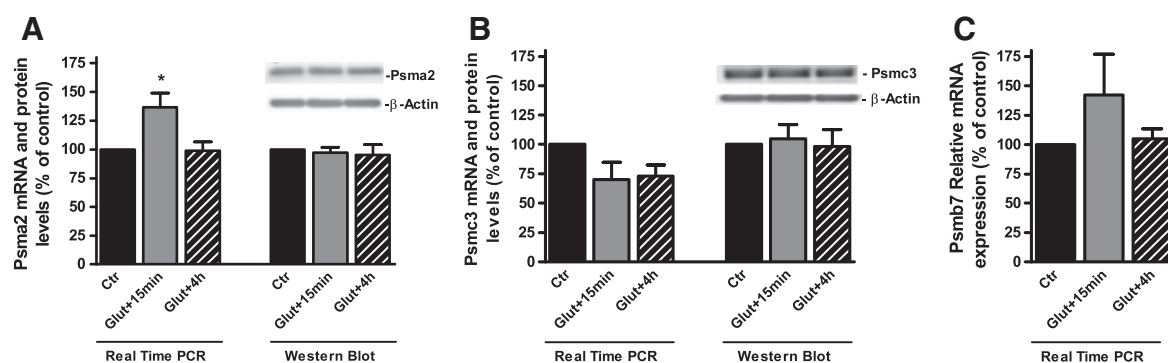 A
Psma2 mRNA and protein
levels (% of control)
175
150
125
100
75
50
25
0
*
-Psma2
-β-Actin
Ctr
Glut+15min
Glut+4h
Ctr
Glut+15min
Glut+4h
Real Time PCR
Western Blot
B
Psmc3 mRNA and protein
levels (% of control)
175
150
125
100
75
50
25
0
- Psmc3
- β-Actin
Ctr
Glut+15min
Glut+4h
Ctr
Glut+15min
Glut+4h
Real Time PCR
Western Blot
C
Psmb7 Relative mRNA
expression (% of control)
175
150
125
100
75
50
25
0
Ctr
Glut+15min
Glut+4h
Real Time PCR